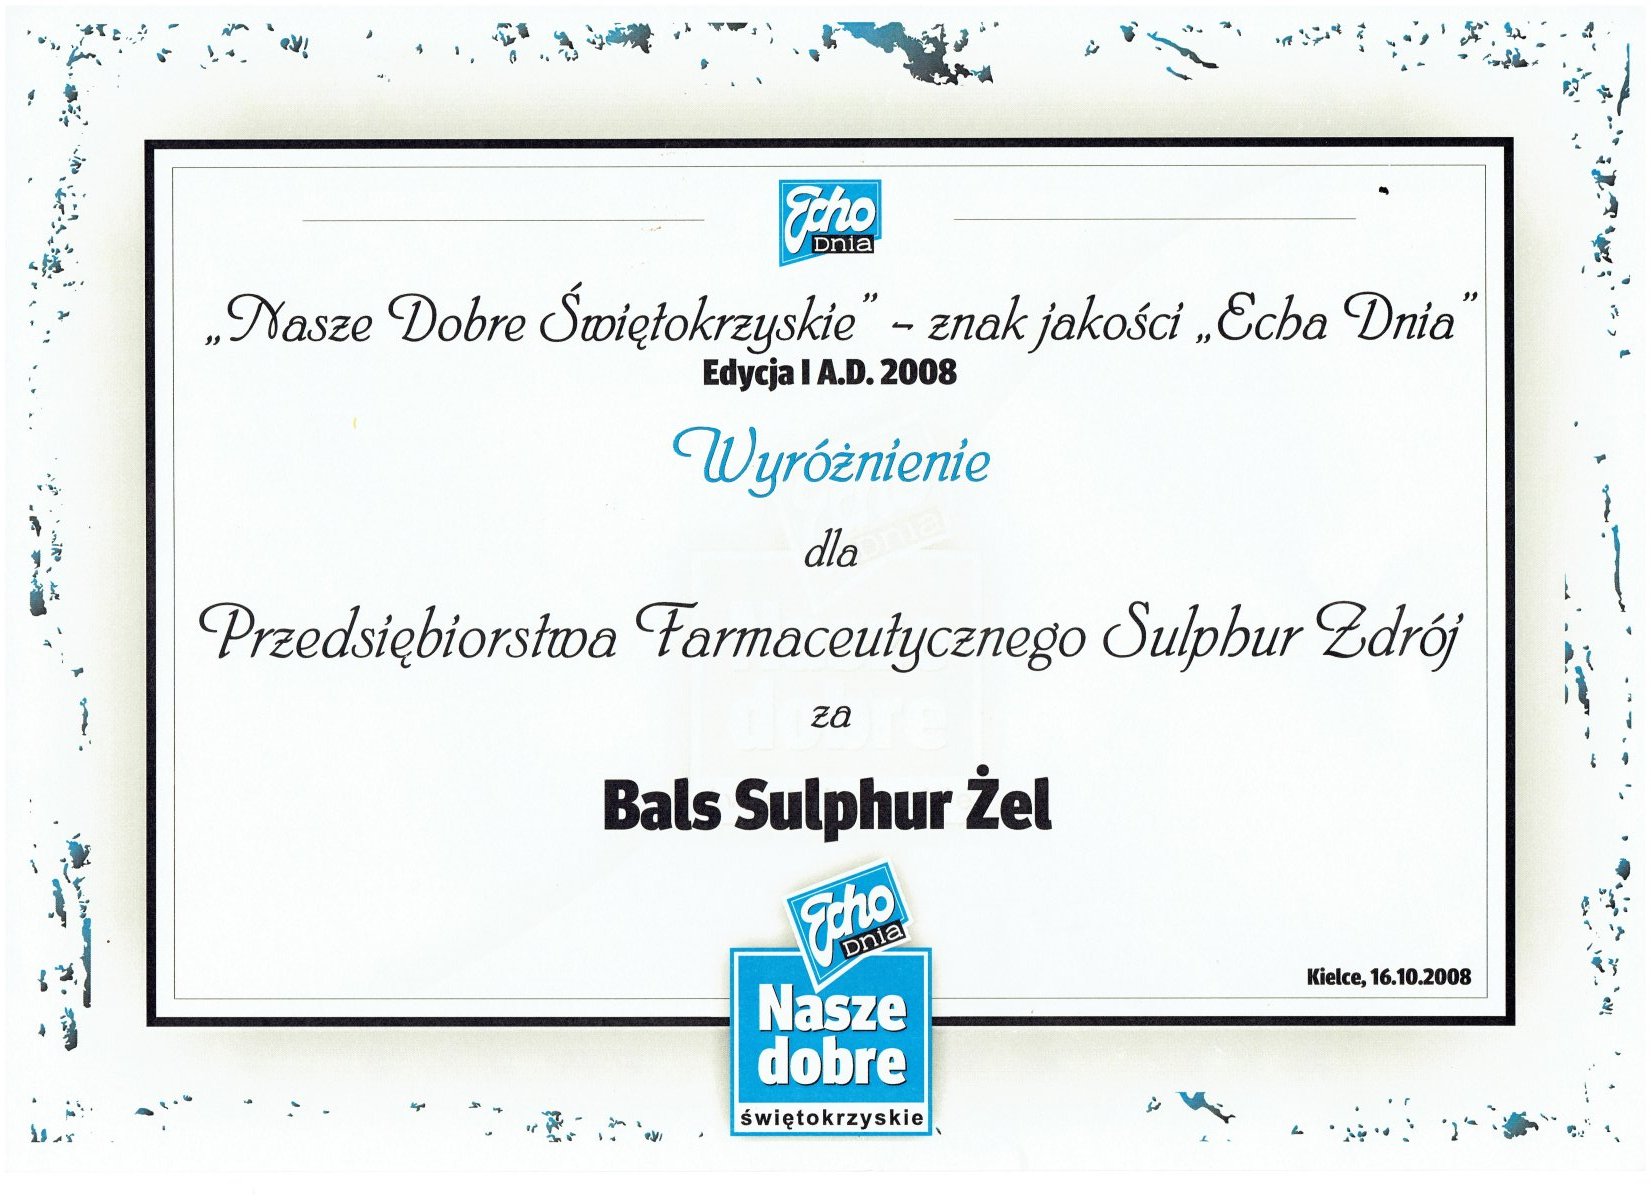 Echo
Dnia
„Nasze Dobre Świętokrzyskie” – znak jakości „Echa Dnia”
Edycja I A.D. 2008
Wyróżnienie
dla
Przedsiębiorstwa Farmaceutycznego Sulphur Zdrój
za
Bals Sulphur Żel
Echo
Dnia
Kielce, 16.10.2008
Nasze
dobre
świętokrzyskie